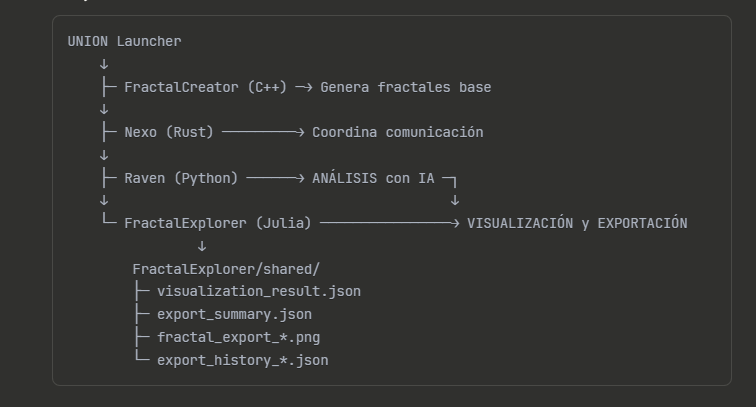 UNION Launcher
↓
├─ FractalCreator (C++) ─→ Genera fractales base
↓
├─ Nexo (Rust) ─────────→ Coordina comunicación
↓
├─ Raven (Python) ──────→ ANÁLISIS con IA ─┐
↓ ↓
└─ FractalExplorer (Julia) ────────────────→ VISUALIZACIÓN y EXPORTACIÓN
↓
FractalExplorer/shared/
├─ visualization_result.json
├─ export_summary.json
├─ fractal_export_*.png
└─ export_history_*.json